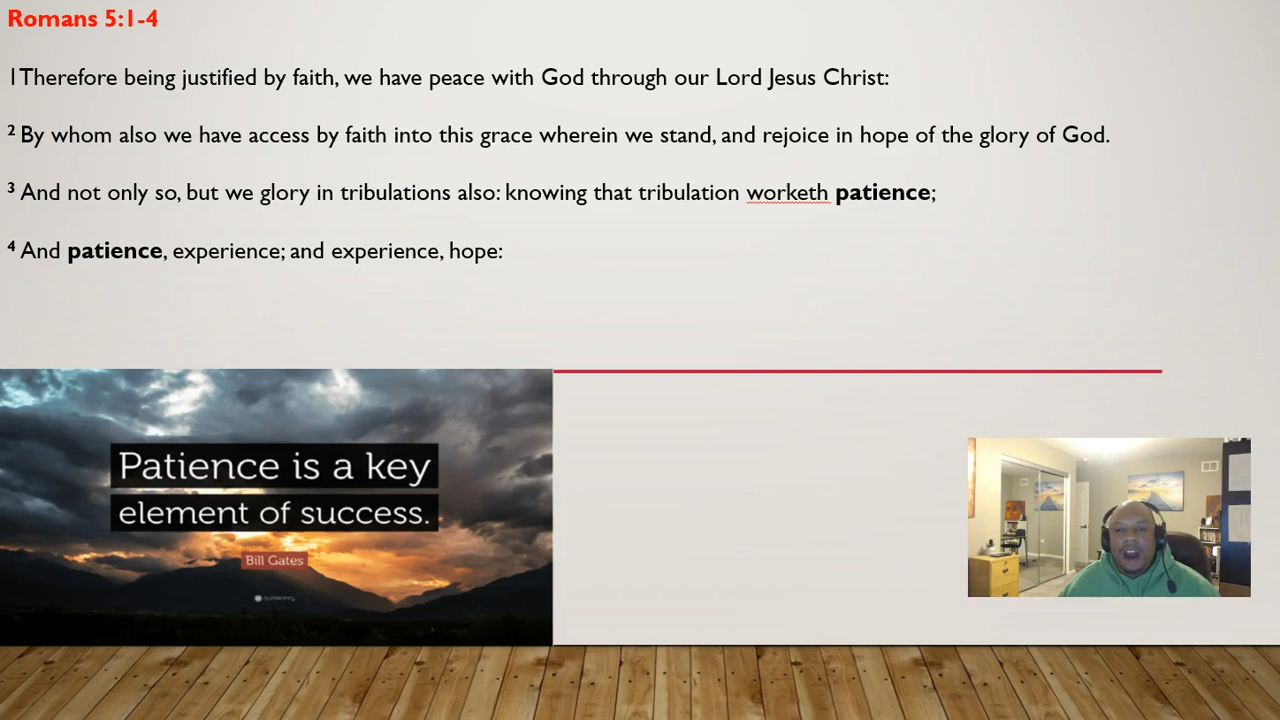 Romans 5:1-4
1Therefore being justified by faith, we have peace with God through our Lord Jesus Christ:
2 By whom also we have access by faith into this grace wherein we stand, and rejoice in hope of the glory of God.
3 And not only so, but we glory in tribulations also: knowing that tribulation worketh patience;
4 And patience, experience; and experience, hope:
Patience is a key
element of success.
Bill Gates